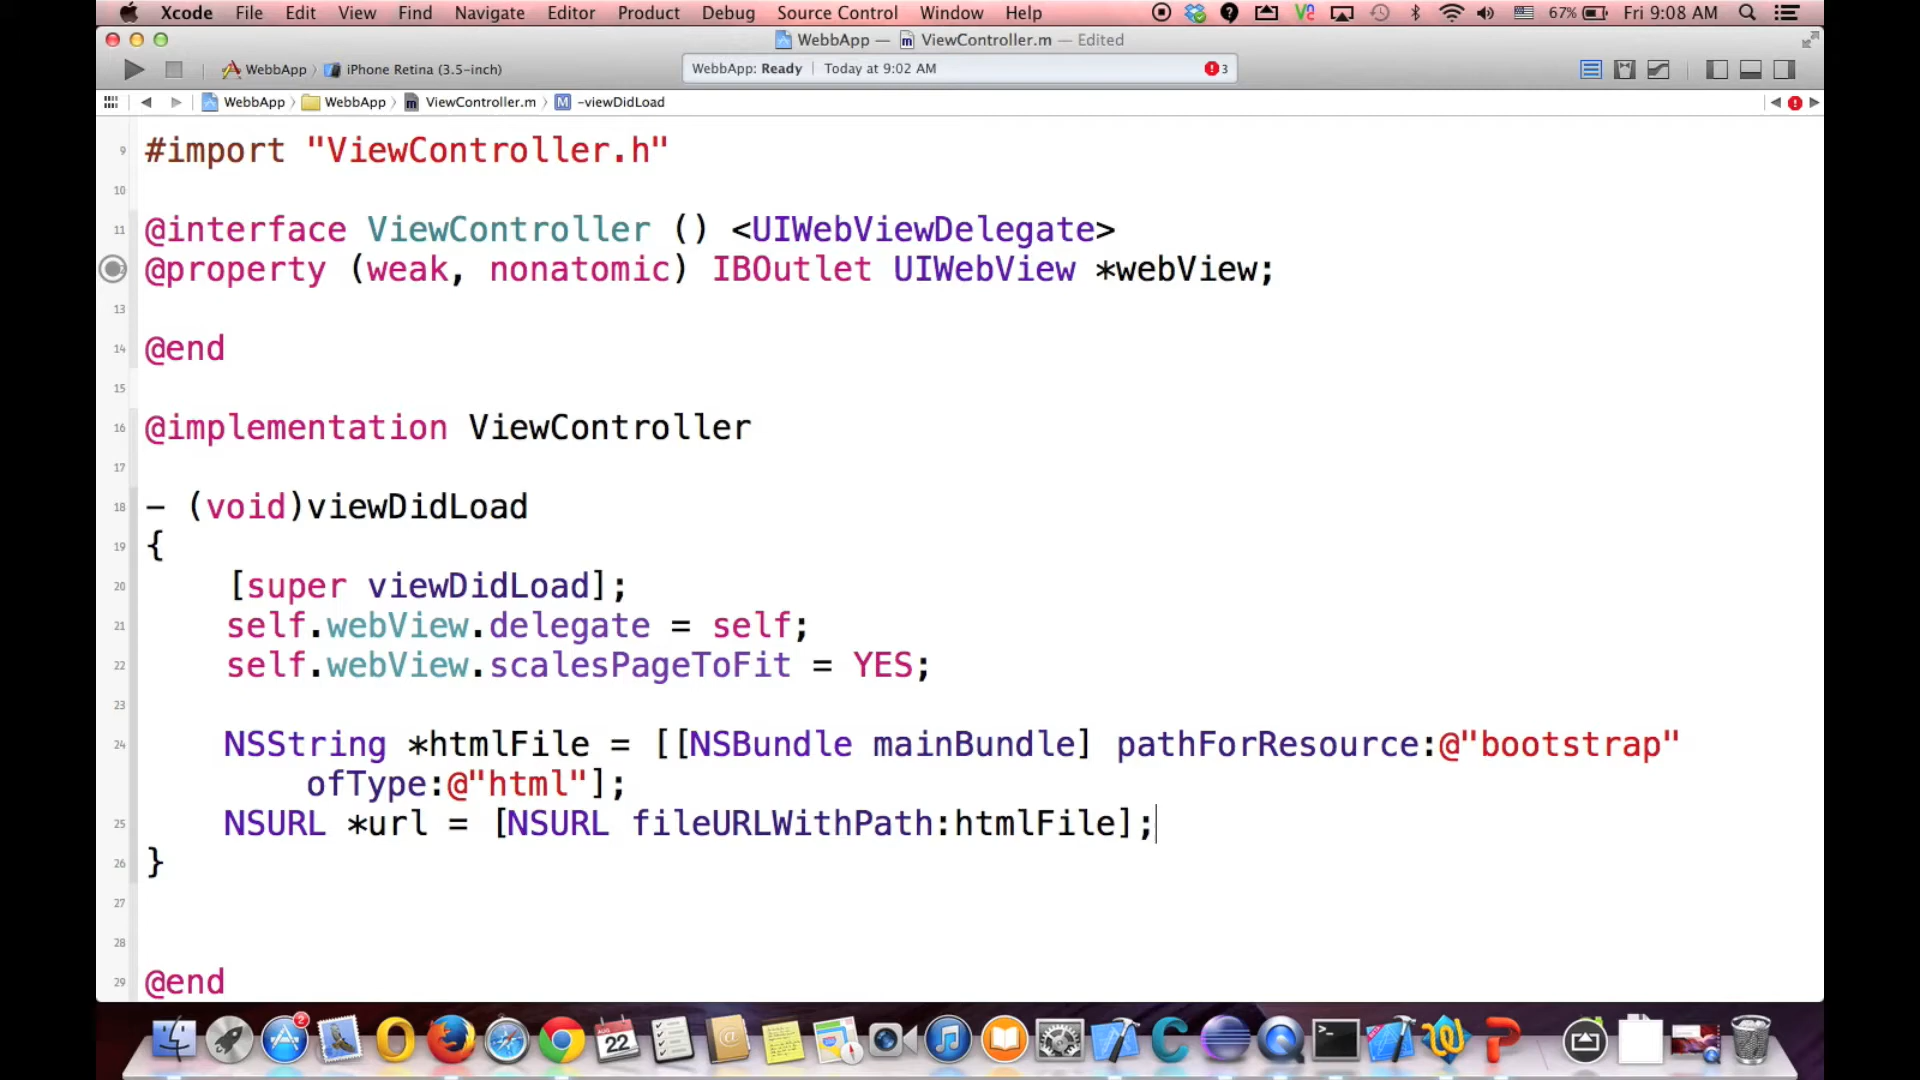 Xcode File Edit View Find Navigate Editor Product Debug Source Control Window Help 67% Fri 9:08 AM
WebbApp — ViewController.m — Edited
WebbApp iPhone Retina (3.5-inch) WebbApp: Ready Today at 9:02 AM 3
WebbApp WebbApp ViewController.m M -viewDidLoad
9 #import "ViewController.h"
10
11 @interface ViewController () <UIWebViewDelegate>
@property (weak, nonatomic) IBOutlet UIWebView *webView;
13
14 @end
15
16 @implementation ViewController
17
18 - (void)viewDidLoad
19 {
20 [super viewDidLoad];
21 self.webView.delegate = self;
22 self.webView.scalesPageToFit = YES;
23
24 NSString *htmlFile = [[NSBundle mainBundle] pathForResource:@"bootstrap"
ofType:@"html"];
25 NSURL *url = [NSURL fileURLWithPath:htmlFile];
26 }
27
28
29 @end
2
AUG
22